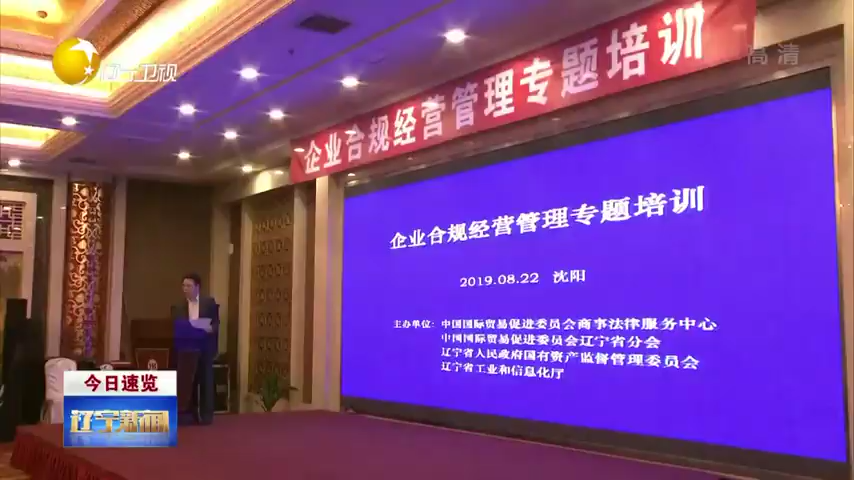 辽宁卫视
高清
企业合规经营管理专题培训
企业合规经营管理专题培训
2019.08.22 沈阳
主办单位:中国国际贸易促进委员会商事法律服务中心
中国国际贸易促进委员会辽宁省分会
辽宁省人民政府国有资产监督管理委员会
辽宁省工业和信息化厅
今日速览
辽宁新闻